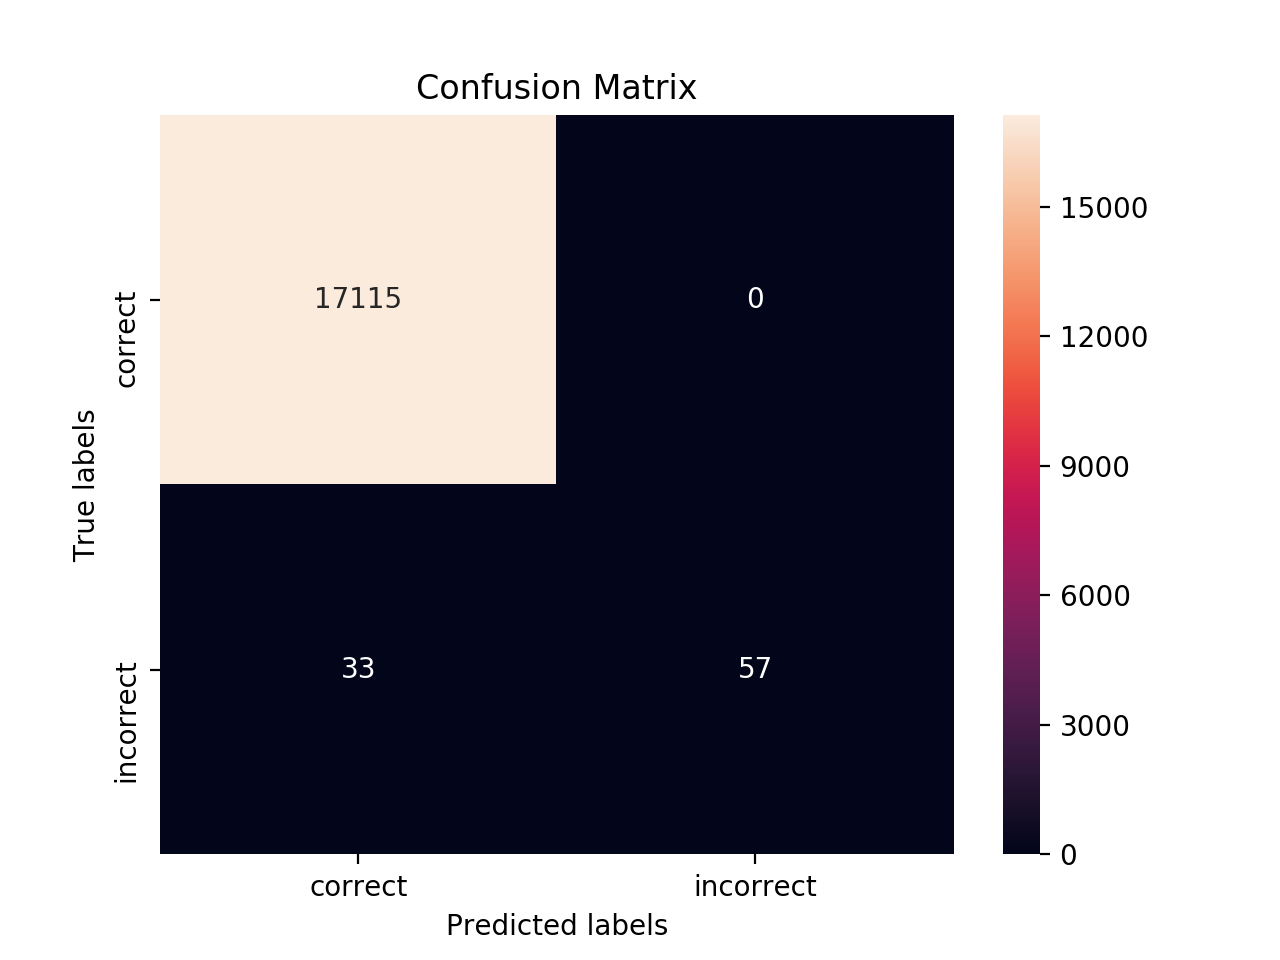 Confusion Matrix
17115
0
33
57
correct
incorrect
True labels
correct
incorrect
Predicted labels
15000
12000
9000
6000
3000
0